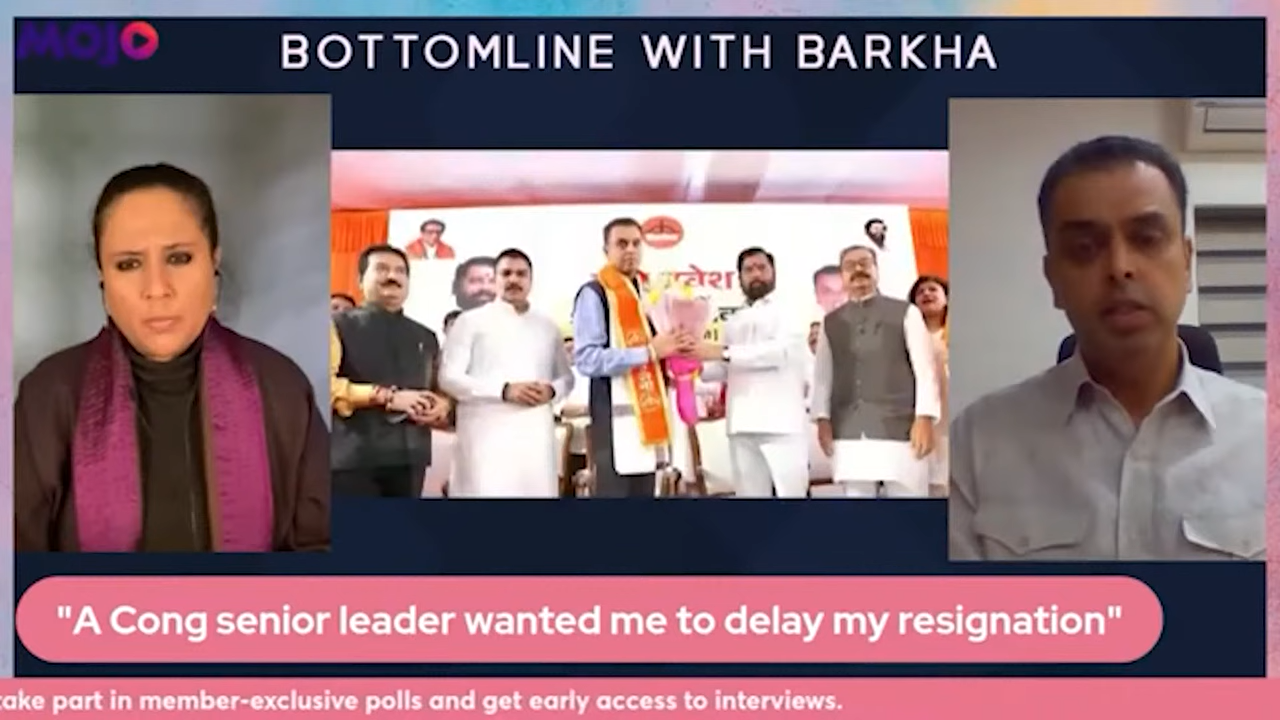 MOJO
BOTTOMLINE WITH BARKHA
"A Cong senior leader wanted me to delay my resignation"
take part in member-exclusive polls and get early access to interviews.